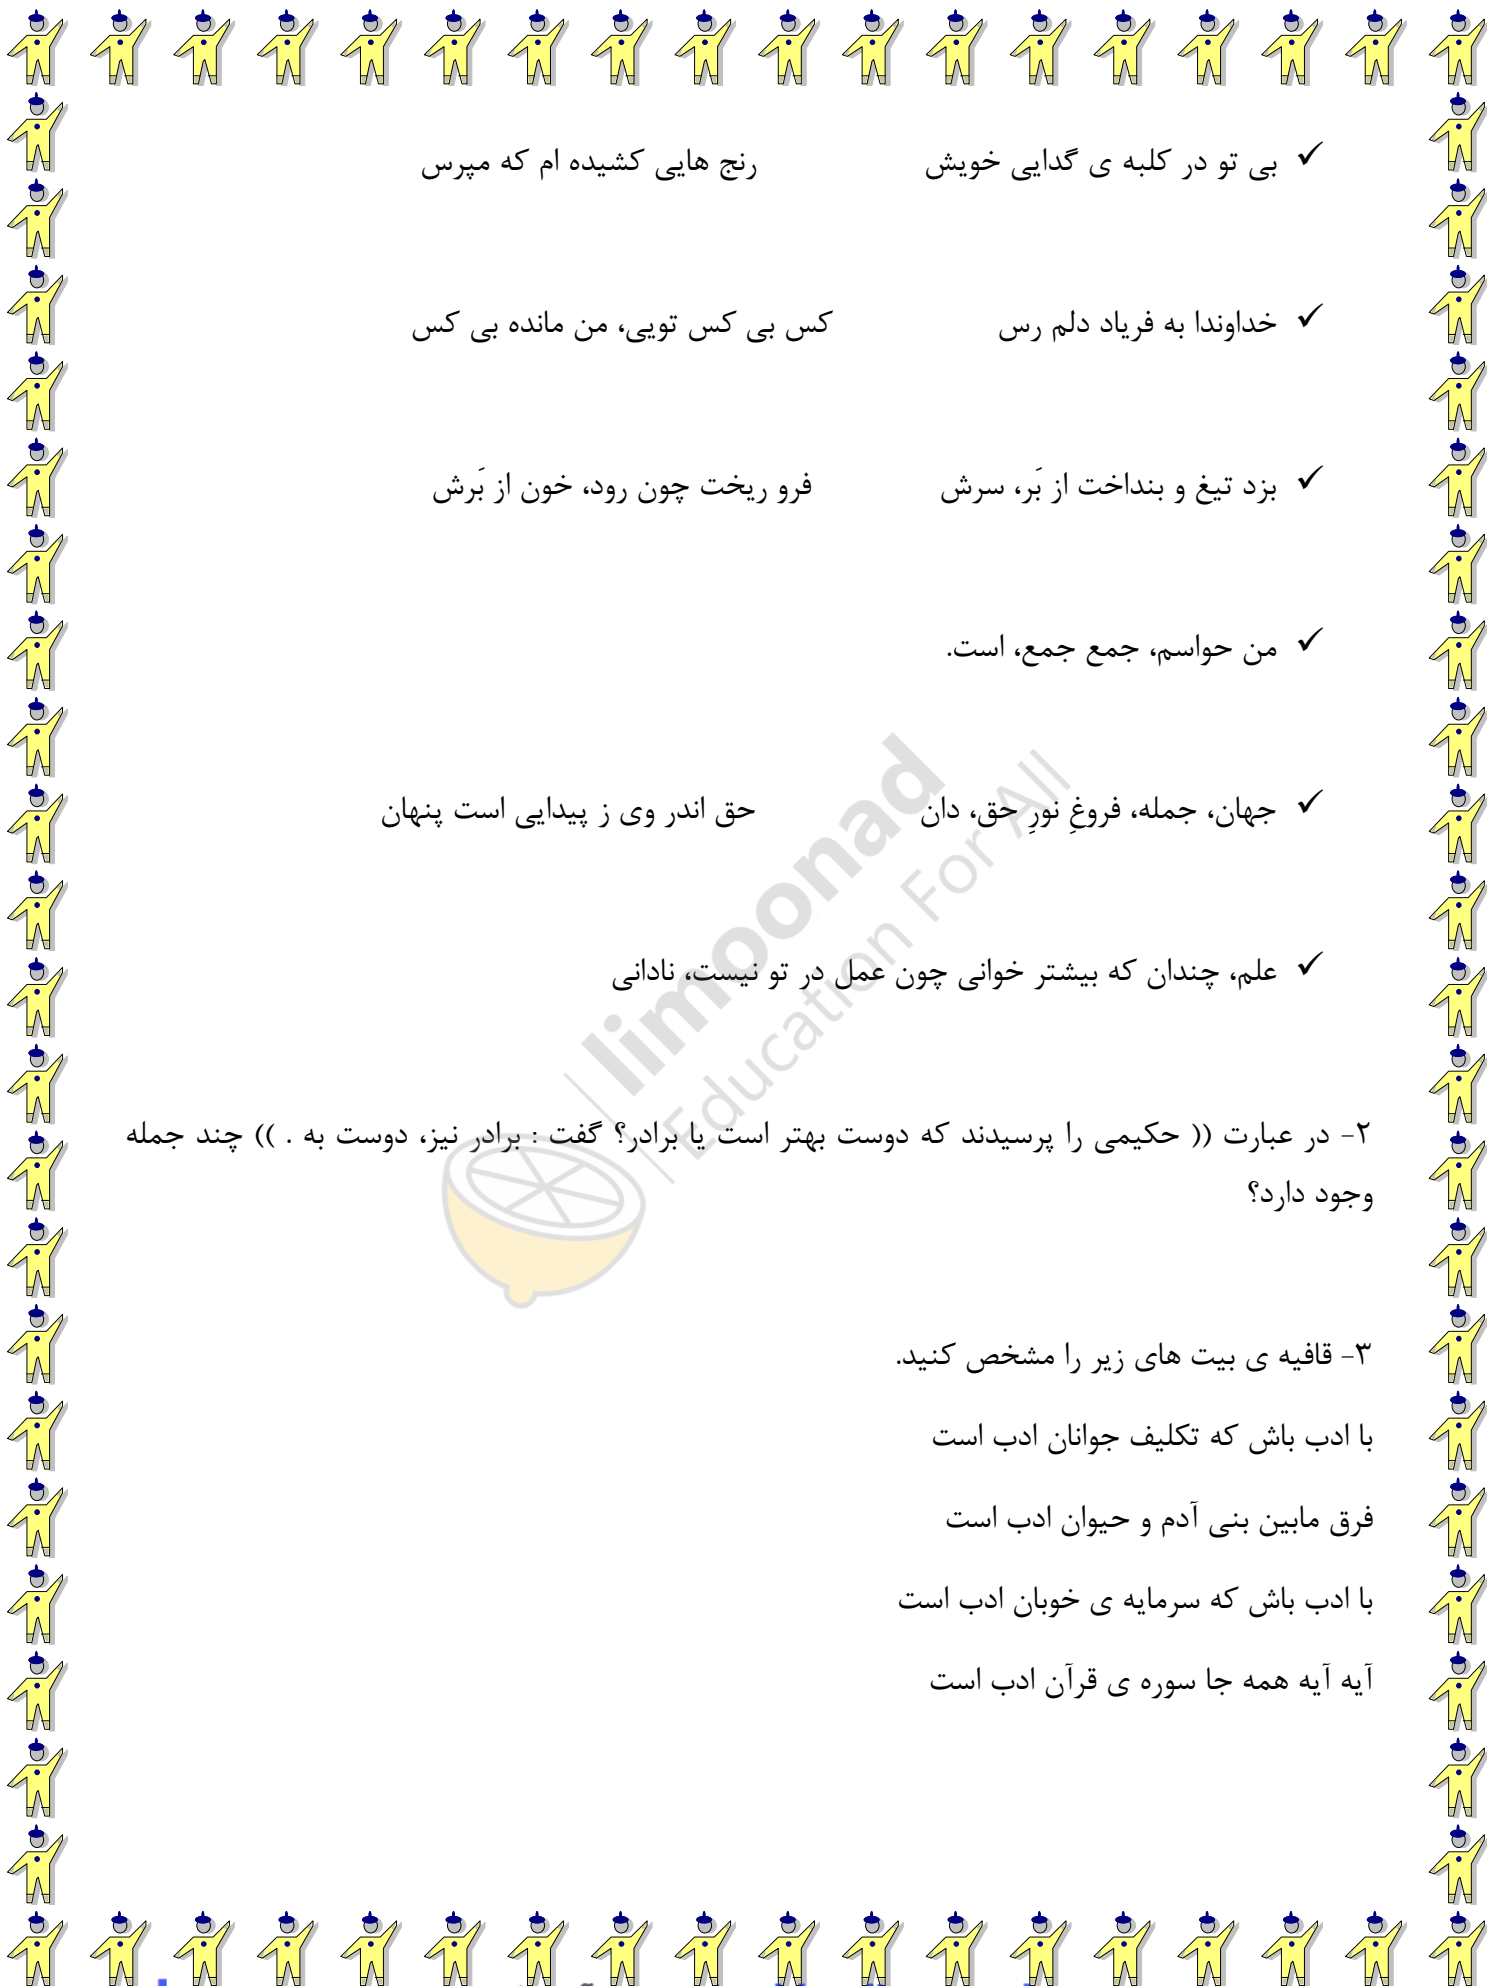 ✓ بی تو در کلبه ی گدایی خویش رنج هایی کشیده ام که مپرس
✓ خداوندا به فریاد دلم رس کس بی کس تویی، من مانده بی کس
✓ بزد تیغ و بنداخت از بَر، سرش فرو ریخت چون رود، خون از بَرش
✓ من حواسم، جمع جمع، است.
✓ جهان، جمله، فروغِ نورِ حق، دان حق اندر وی ز پیدایی است پنهان
✓ علم، چندان که بیشتر خوانی چون عمل در تو نیست، نادانی
۲- در عبارت (( حکیمی را پرسیدند که دوست بهتر است یا برادر؟ گفت : برادر نیز، دوست به . )) چند جمله
وجود دارد؟
۳- قافیه ی بیت های زیر را مشخص کنید.
با ادب باش که تکلیف جوانان ادب است
فرق مابین بنی آدم و حیوان ادب است
با ادب باش که سرمایه ی خوبان ادب است
آیه آیه همه جا سوره ی قرآن ادب است
limoonad
Education For All